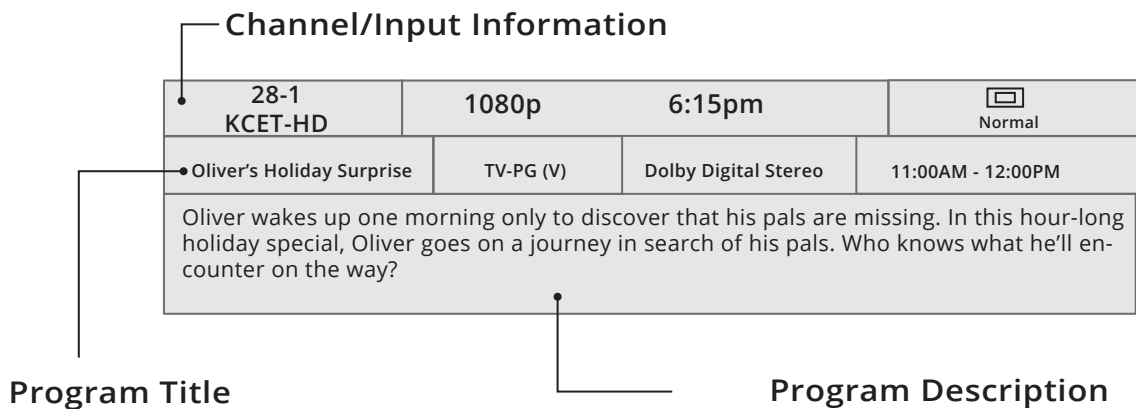 Channel/Input Information
28-1
KCET-HD
1080p
6:15pm
Normal
Oliver’s Holiday Surprise
TV-PG (V)
Dolby Digital Stereo
11:00AM - 12:00PM
Oliver wakes up one morning only to discover that his pals are missing. In this hour-long
holiday special, Oliver goes on a journey in search of his pals. Who knows what he’ll en-
counter on the way?
Program Title
Program Description